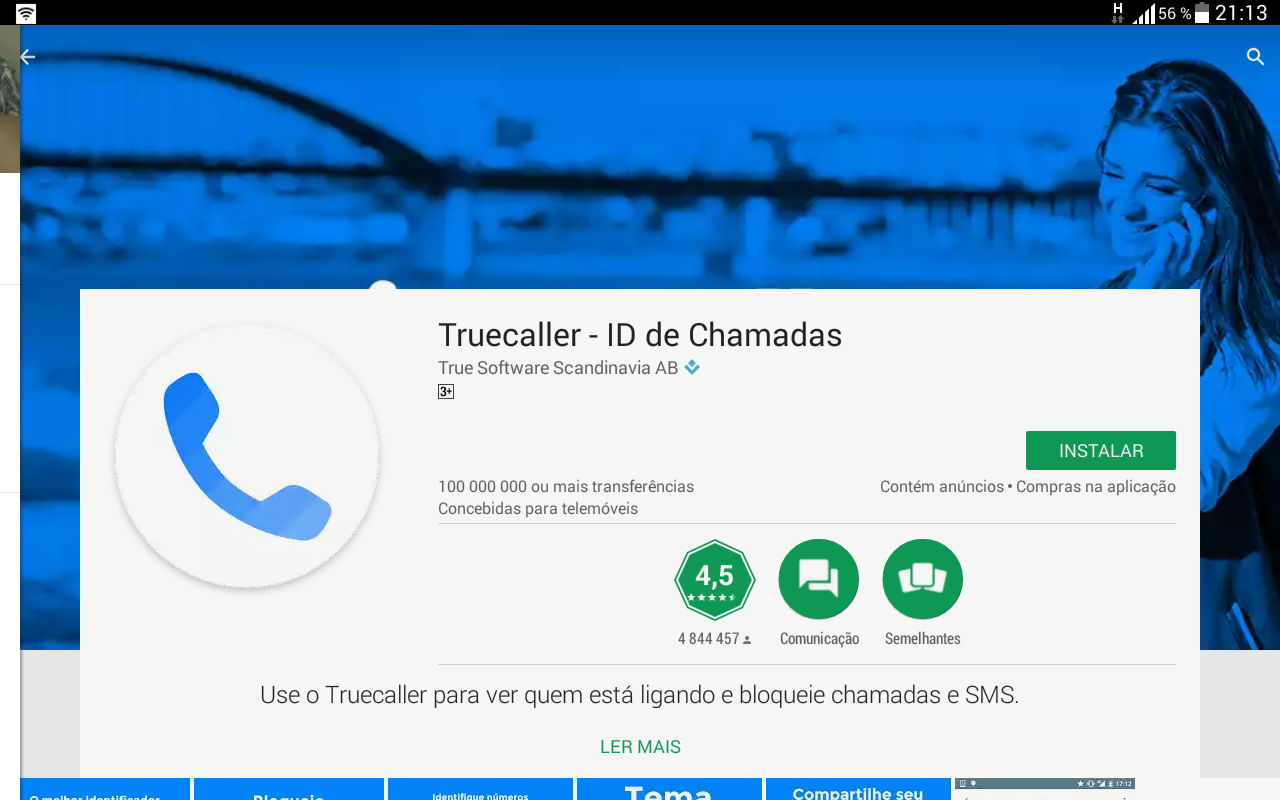 H
56 %
21:13
Truecaller - ID de Chamadas
True Software Scandinavia AB
3+
INSTALAR
100 000 000 ou mais transferências
Contém anúncios • Compras na aplicação
Concebidas para telemóveis
4,5
4 844 457
Comunicação
Semelhantes
Use o Truecaller para ver quem está ligando e bloqueie chamadas e SMS.
LER MAIS
O melhor identificador
Bloqueio
Identifique números
Tema
Compartilhe seu
17:12